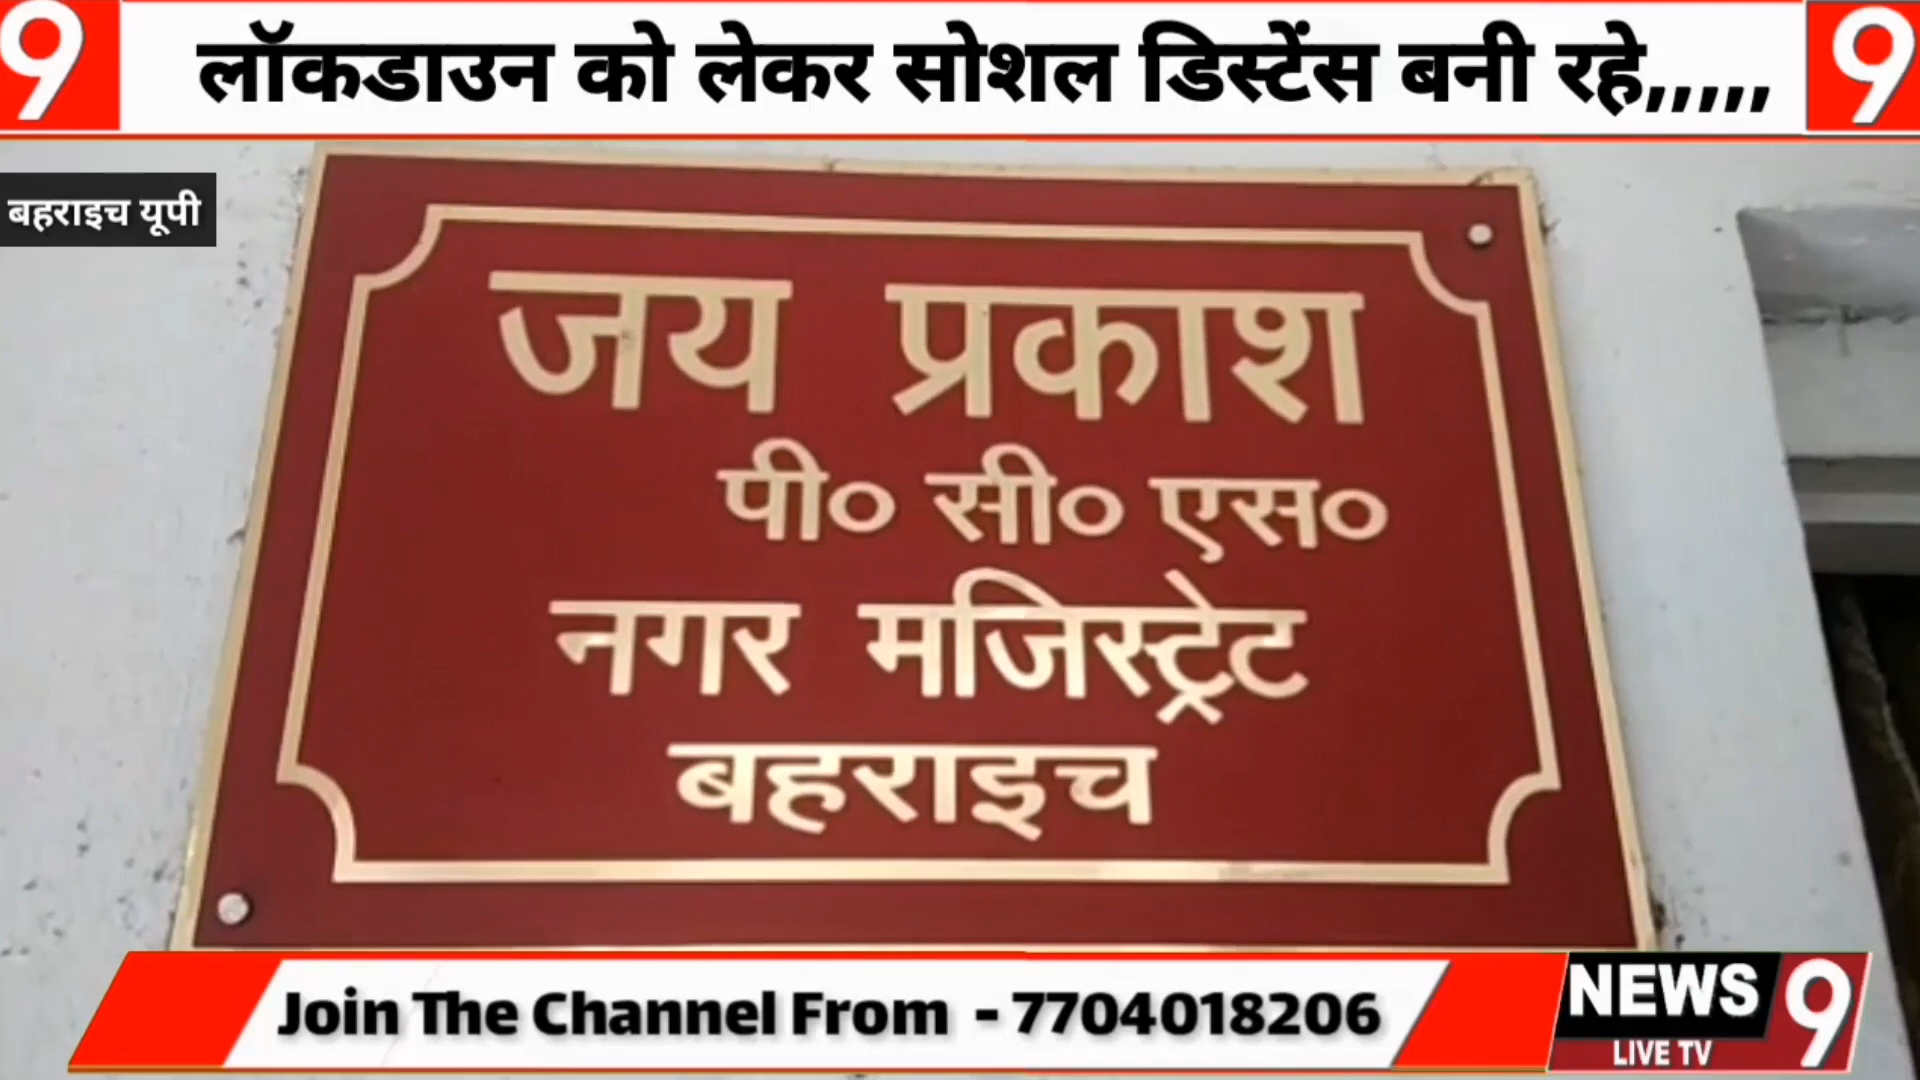 9 लॉकडाउन को लेकर सोशल डिस्टेंस बनी रहे,,,,, 9
बहराइच यूपी
जय प्रकाश
पी० सी० एस०
नगर मजिस्ट्रेट
बहराइच
Join The Channel From - 7704018206
NEWS 9
LIVE TV